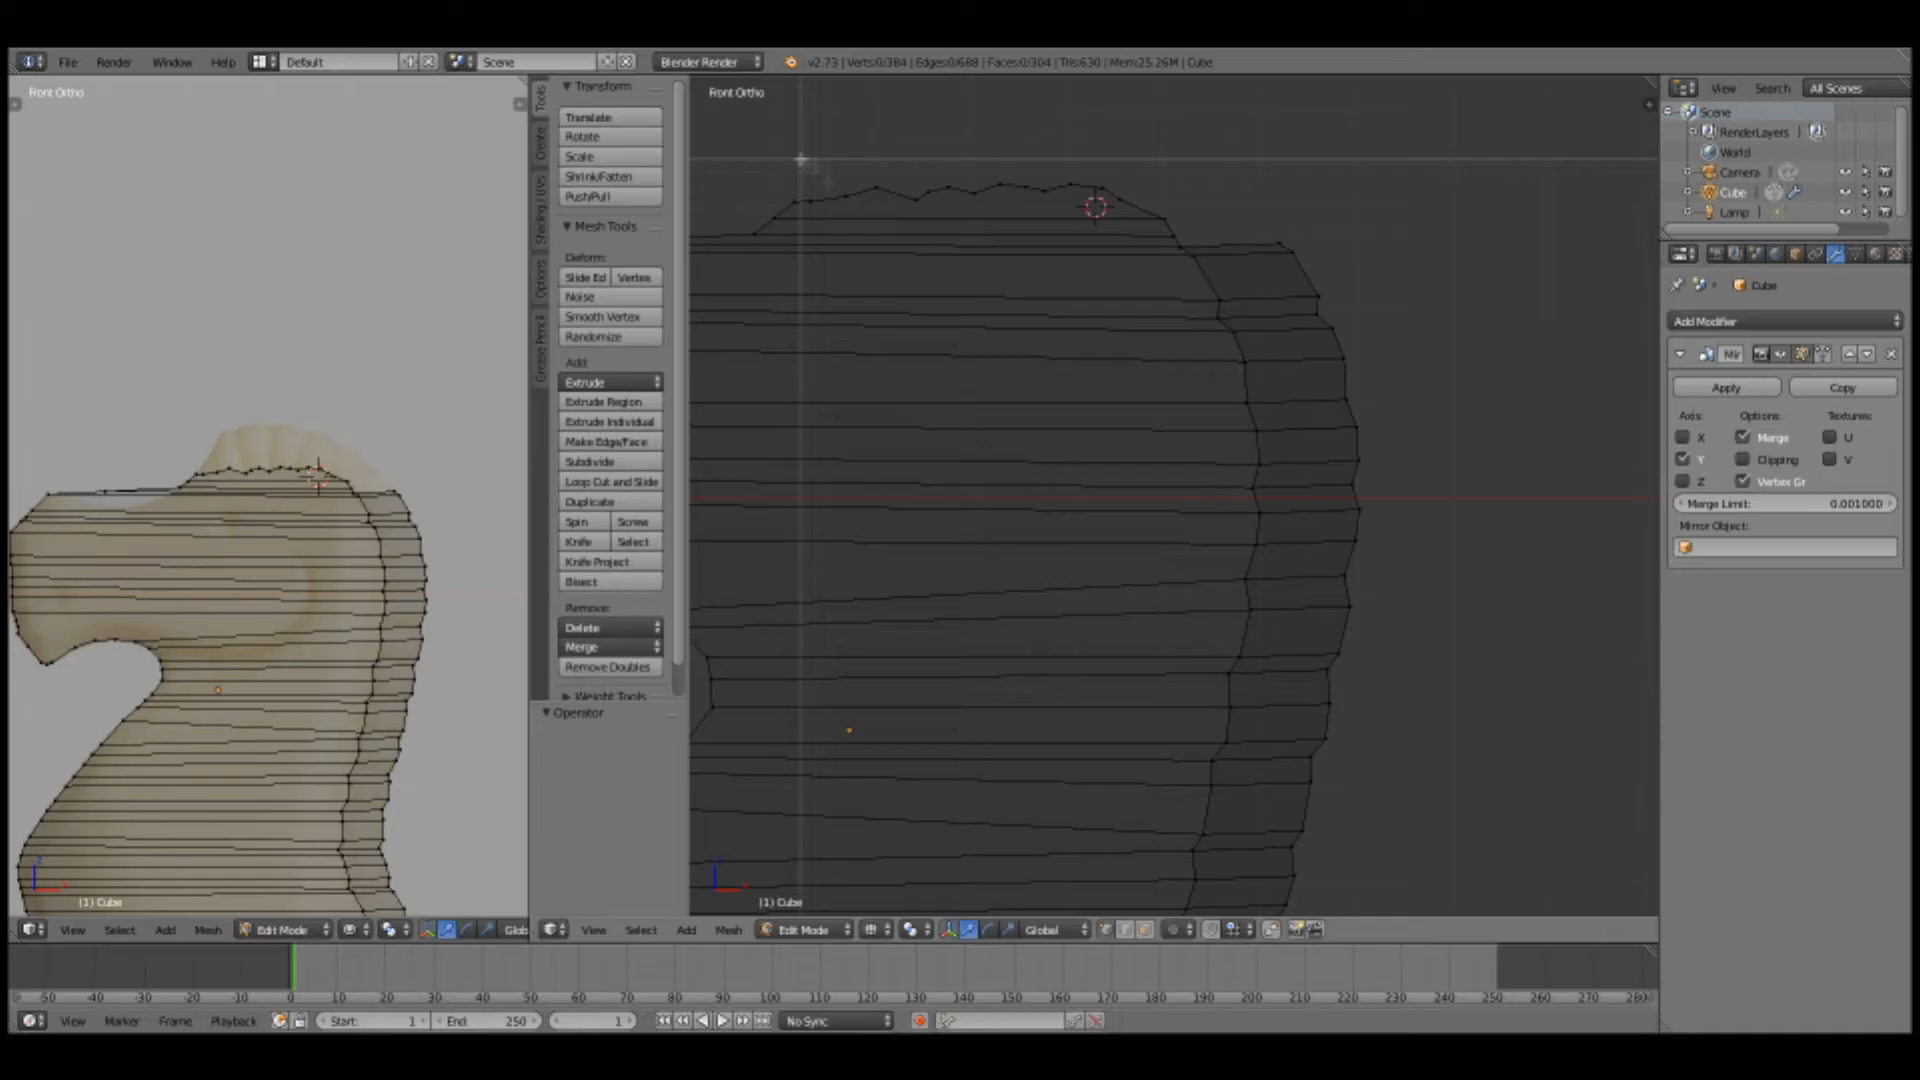 File Render Window Help Default Scene Blender Render v2.73 | Verts:0/384 | Edges:0/688 | Faces:0/304 | Tris:630 | Mem:25.26M | Cube
Front Ortho
(1) Cube
View Select Add Mesh Edit Mode Glob
Tools
Create
Shading / UVs
Options
Grease Pencil
Transform
Translate
Rotate
Scale
Shrink/Fatten
Push/Pull
Mesh Tools
Deform:
Slide Ed Vertex
Noise
Smooth Vertex
Randomize
Add:
Extrude
Extrude Region
Extrude Individual
Make Edge/Face
Subdivide
Loop Cut and Slide
Duplicate
Spin Screw
Knife Select
Knife Project
Bisect
Remove:
Delete
Merge
Remove Doubles
Weight Tools
Operator
Front Ortho
(1) Cube
View Select Add Mesh Edit Mode Global
View Search All Scenes
Scene
RenderLayers
World
Camera
Cube
Lamp
Cube
Add Modifier
Mir
Apply Copy
Axis: Options: Textures:
X Merge U
Y Clipping V
Z Vertex Gr
Merge Limit: 0.001000
Mirror Object:
-50 -40 -30 -20 -10 0 10 20 30 40 50 60 70 80 90 100 110 120 130 140 150 160 170 180 190 200 210 220 230 240 250 260 270 280
View Marker Frame Playback Start: 1 End: 250 1 No Sync